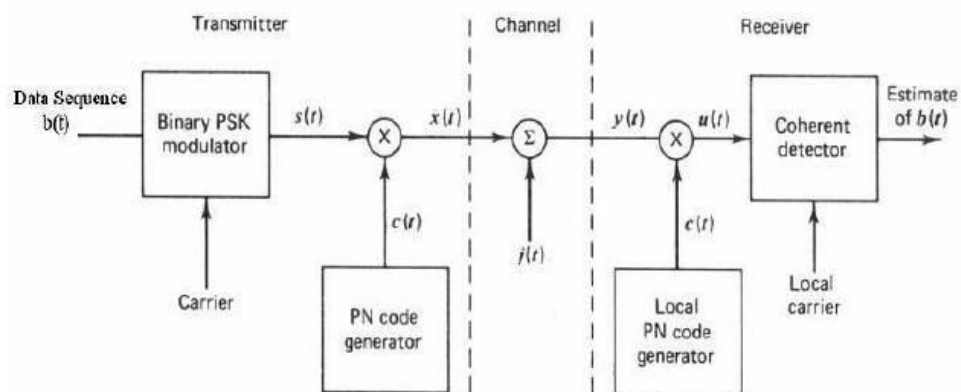 Transmitter
Channel
Receiver
Data Sequence
b(t)
Binary PSK
modulator
s(t)
X
x(t)
Σ
y(t)
X
u(t)
Coherent
detector
Estimate
of b(t)
c(t)
j(t)
c(t)
Carrier
PN code
generator
Local
PN code
generator
Local
carrier